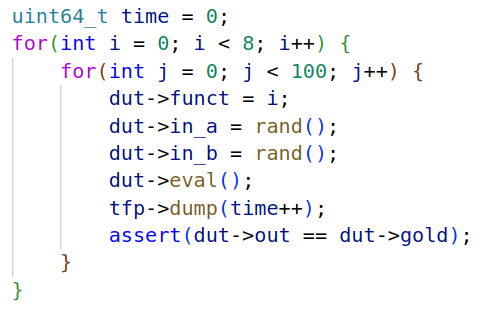 uint64_t time = 0;
for(int i = 0; i < 8; i++) {
    for(int j = 0; j < 100; j++) {
        dut->funct = i;
        dut->in_a = rand();
        dut->in_b = rand();
        dut->eval();
        tfp->dump(time++);
        assert(dut->out == dut->gold);
    }
}